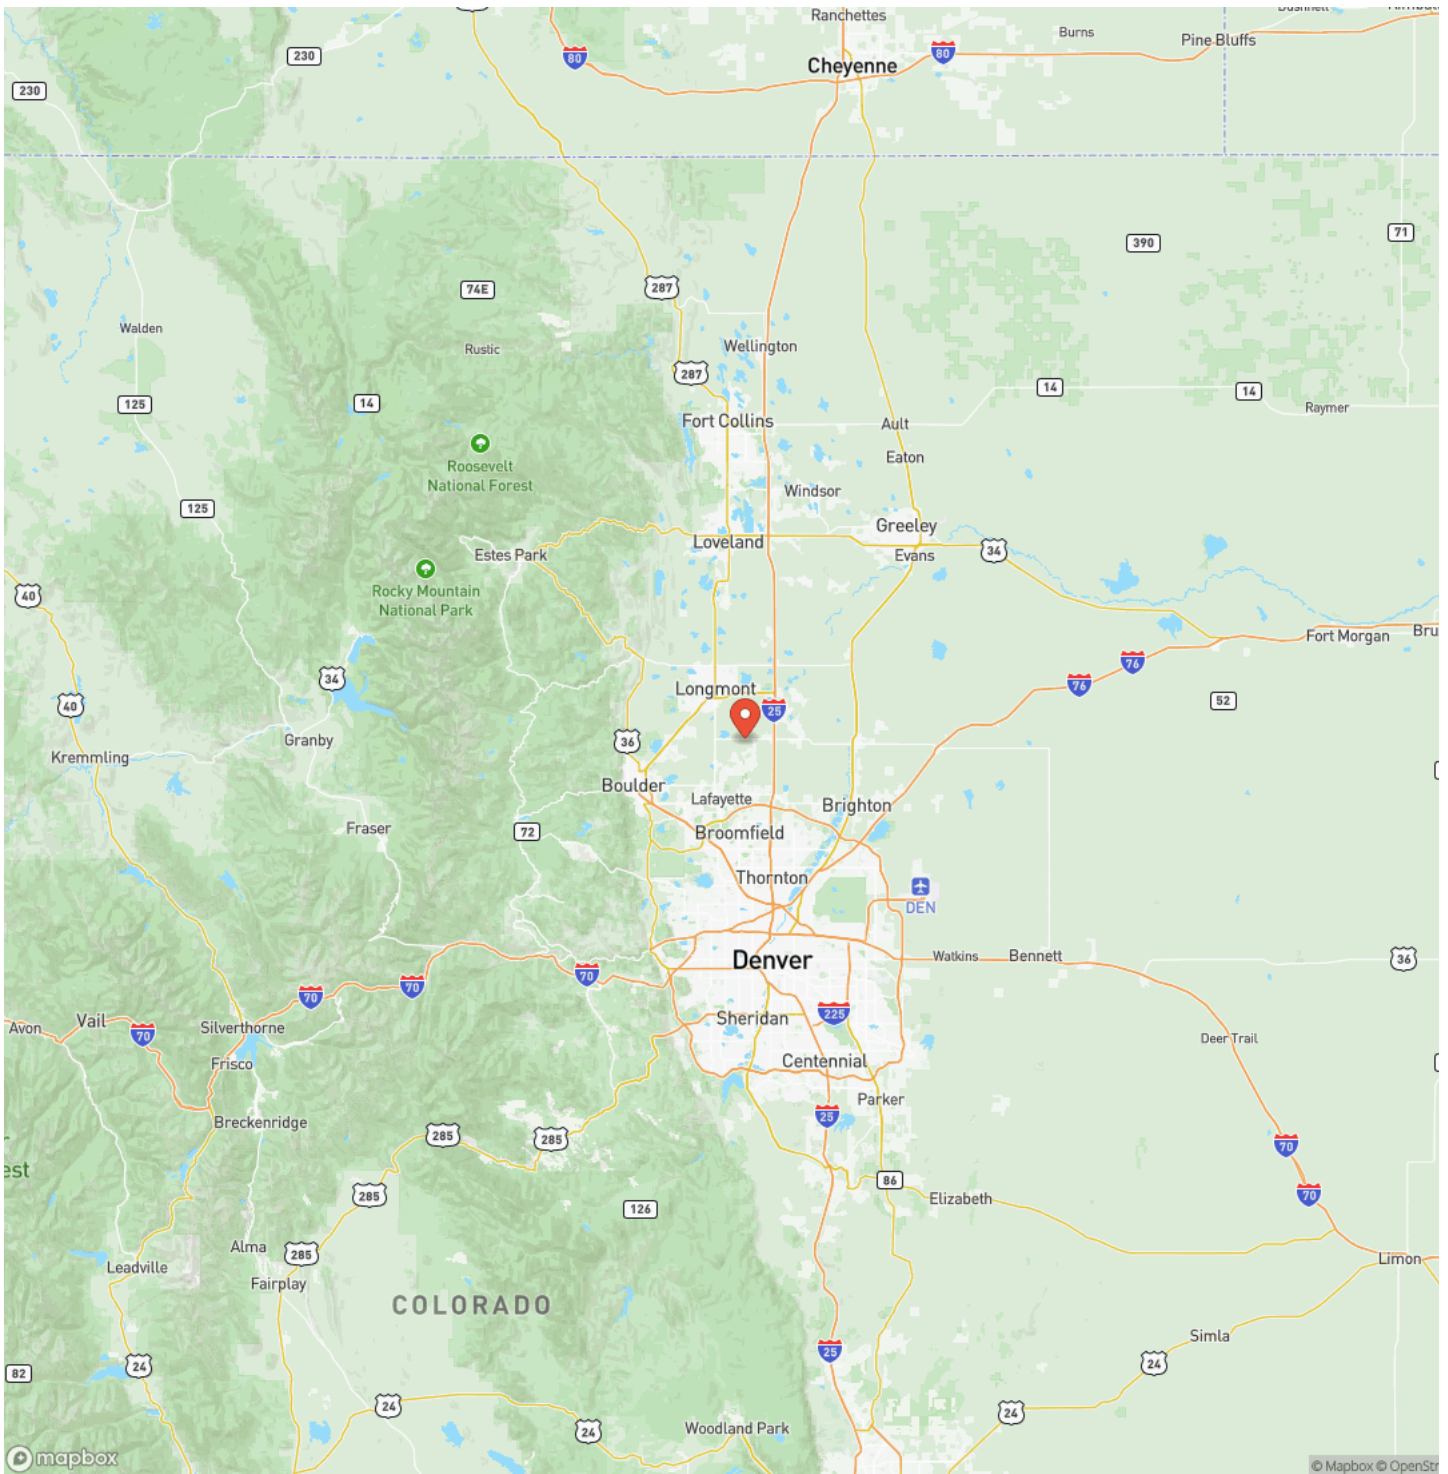 Ranchettes
Burns
Pine Bluffs
80
80
Cheyenne
230
230
390
71
287
74E
Walden
Wellington
Rustic
287
14
14
125
14
Raymer
Fort Collins
Ault
Roosevelt
National Forest
Eaton
Windsor
125
Greeley
Loveland
Estes Park
Evans
34
Rocky Mountain
National Park
40
Fort Morgan
Bru
76
76
34
Longmont
52
40
25
Granby
36
Kremmling
Boulder
Lafayette
Brighton
Fraser
72
Broomfield
Thornton
DEN
Denver
Watkins
Bennett
36
70
70
70
225
Avon
Vail
70
Silverthorne
Sheridan
Deer Trail
Frisco
Centennial
Parker
25
Breckenridge
285
285
70
est
86
70
285
Elizabeth
126
Alma
285
Leadville
Limon
Fairplay
COLORADO
Simla
25
24
24
82
24
24
24
Woodland Park
mapbox
© Mapbox © OpenStr